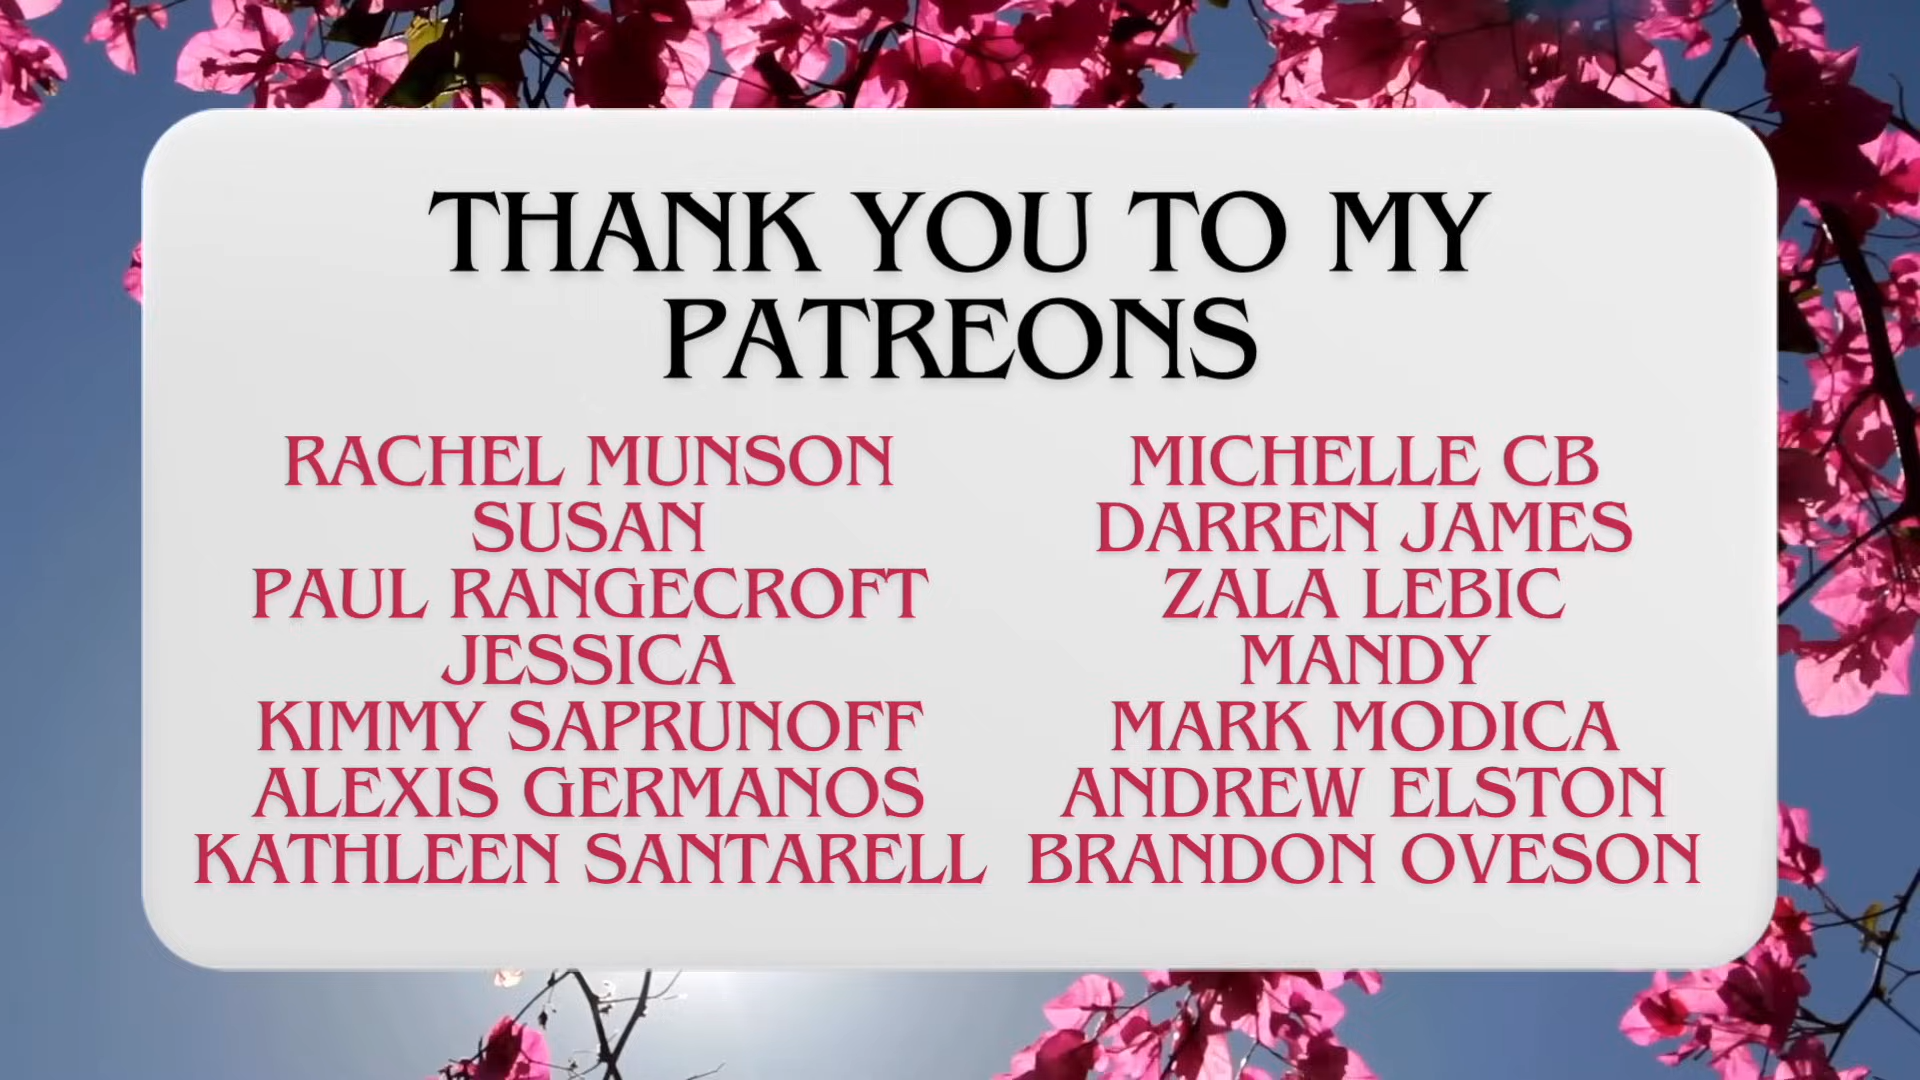 THANK YOU TO MY
PATREONS
RACHEL MUNSON
SUSAN
PAUL RANGECROFT
JESSICA
KIMMY SAPRUNOFF
ALEXIS GERMANOS
KATHLEEN SANTARELL
MICHELLE CB
DARREN JAMES
ZALA LEBIC
MANDY
MARK MODICA
ANDREW ELSTON
BRANDON OVESON